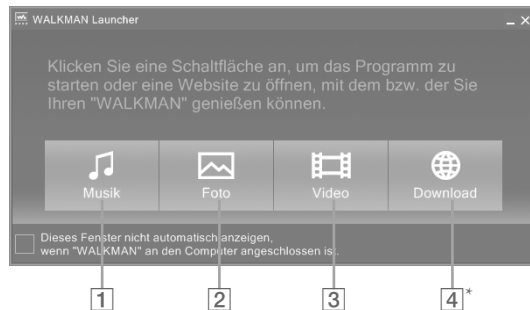 WALKMAN Launcher
Klicken Sie eine Schaltfläche an, um das Programm zu
starten oder eine Website zu öffnen, mit dem bzw. der Sie
Ihren "WALKMAN" genießen können.
Musik Foto Video Download
Dieses Fenster nicht automatisch anzeigen,
wenn "WALKMAN" an den Computer angeschlossen ist.
1 2 3 4*